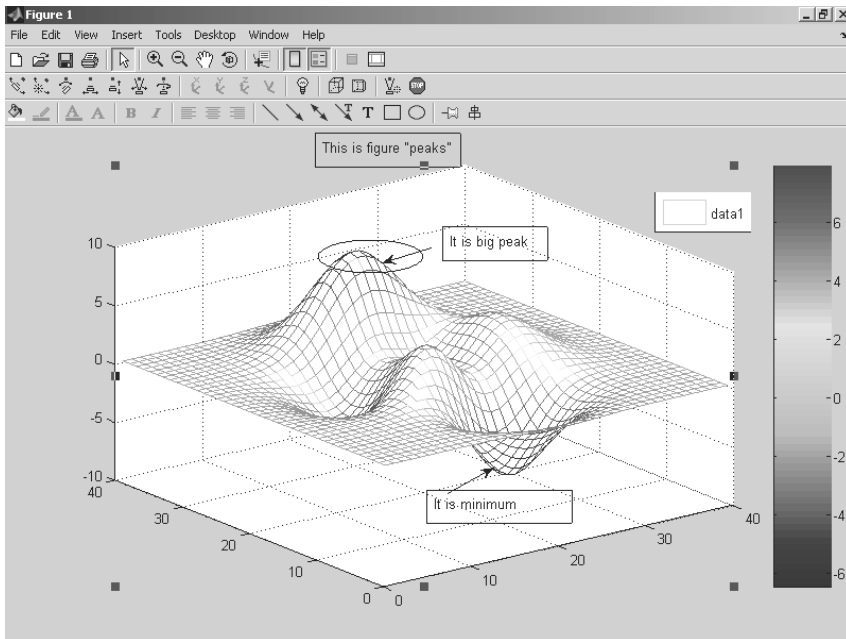 Figure 1
File Edit View Insert Tools Desktop Window Help
X Y Z
STOP
A A B I T T
This is figure "peaks"
data1
It is big peak
10
5
0
-5
-10
40
30
20
10
0
0
10
20
30
40
It is minimum
6
4
2
-0
-2
-4
-6